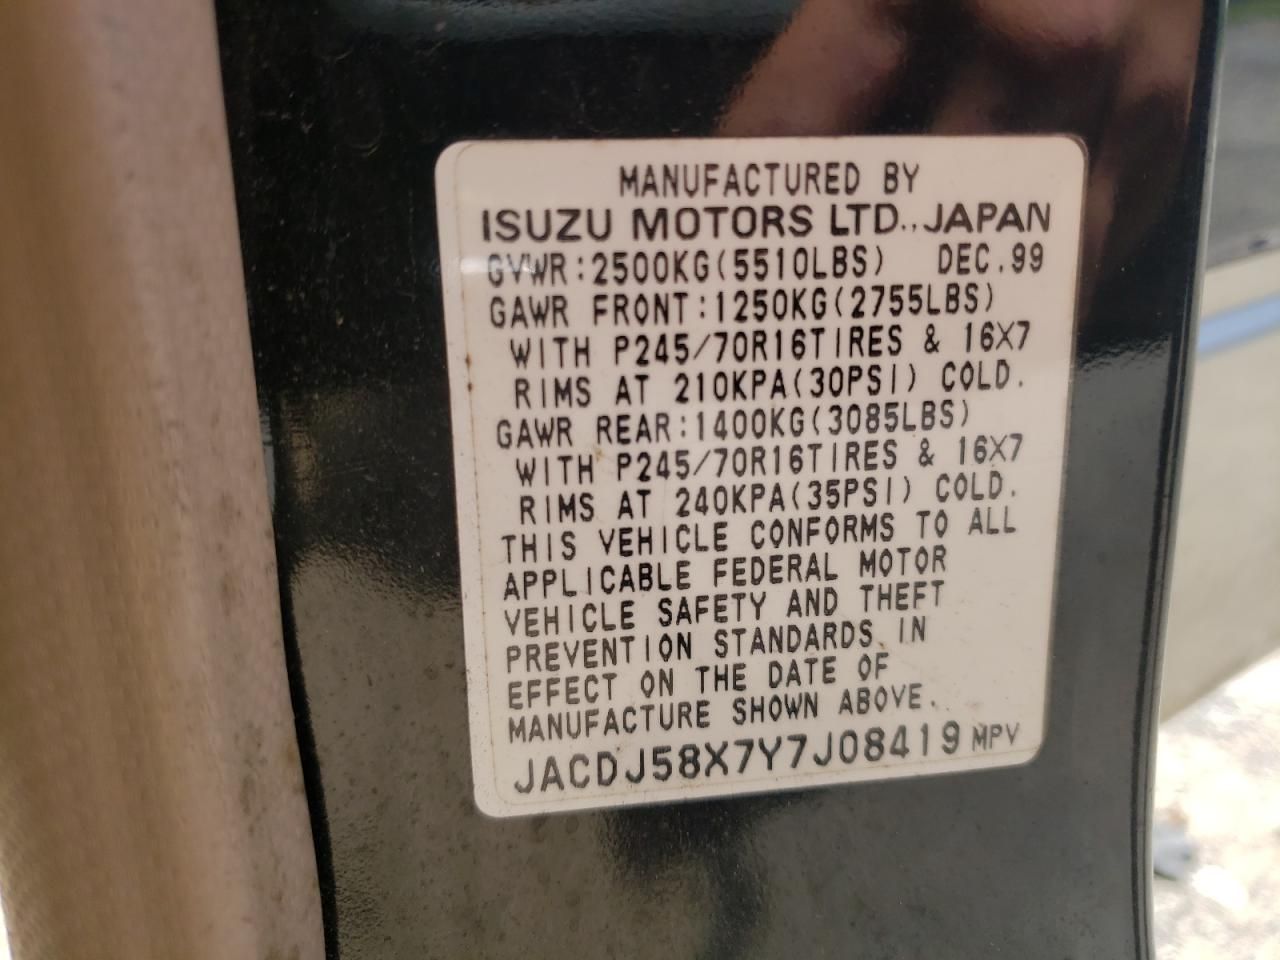 MANUFACTURED BY
ISUZU MOTORS LTD., JAPAN
GVWR:2500KG(5510LBS) DEC.99
GAWR FRONT:1250KG(2755LBS)
WITH P245/70R16TIRES & 16X7
RIMS AT 210KPA(30PSI) COLD.
GAWR REAR:1400KG(3085LBS)
WITH P245/70R16TIRES & 16X7
RIMS AT 240KPA(35PSI) COLD.
THIS VEHICLE CONFORMS TO ALL
APPLICABLE FEDERAL MOTOR
VEHICLE SAFETY AND THEFT
PREVENTION STANDARDS IN
EFFECT ON THE DATE OF
MANUFACTURE SHOWN ABOVE.
JACDJ58X7Y7J08419 MPV